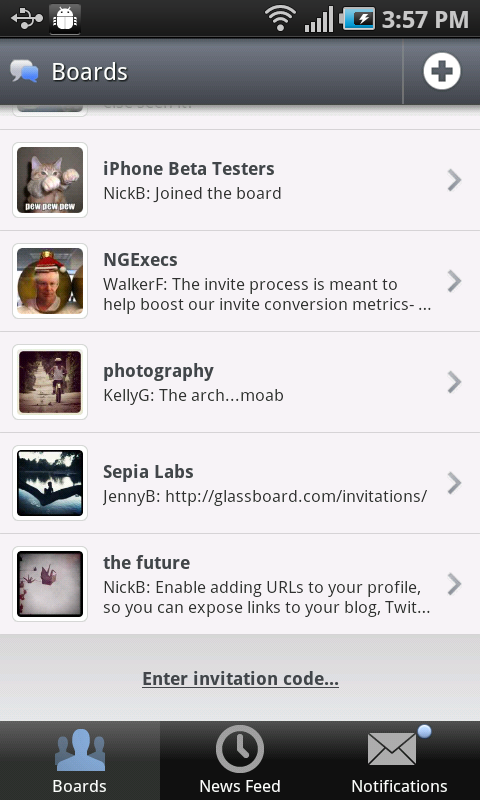 3:57 PM
Boards
else seen it?
iPhone Beta Testers
NickB: Joined the board
pew pew pew
NGExecs
WalkerF: The invite process is meant to
help boost our invite conversion metrics- ...
photography
KellyG: The arch...moab
Sepia Labs
JennyB: http://glassboard.com/invitations/
the future
NickB: Enable adding URLs to your profile,
so you can expose links to your blog, Twit...
Enter invitation code...
Boards
News Feed
Notifications